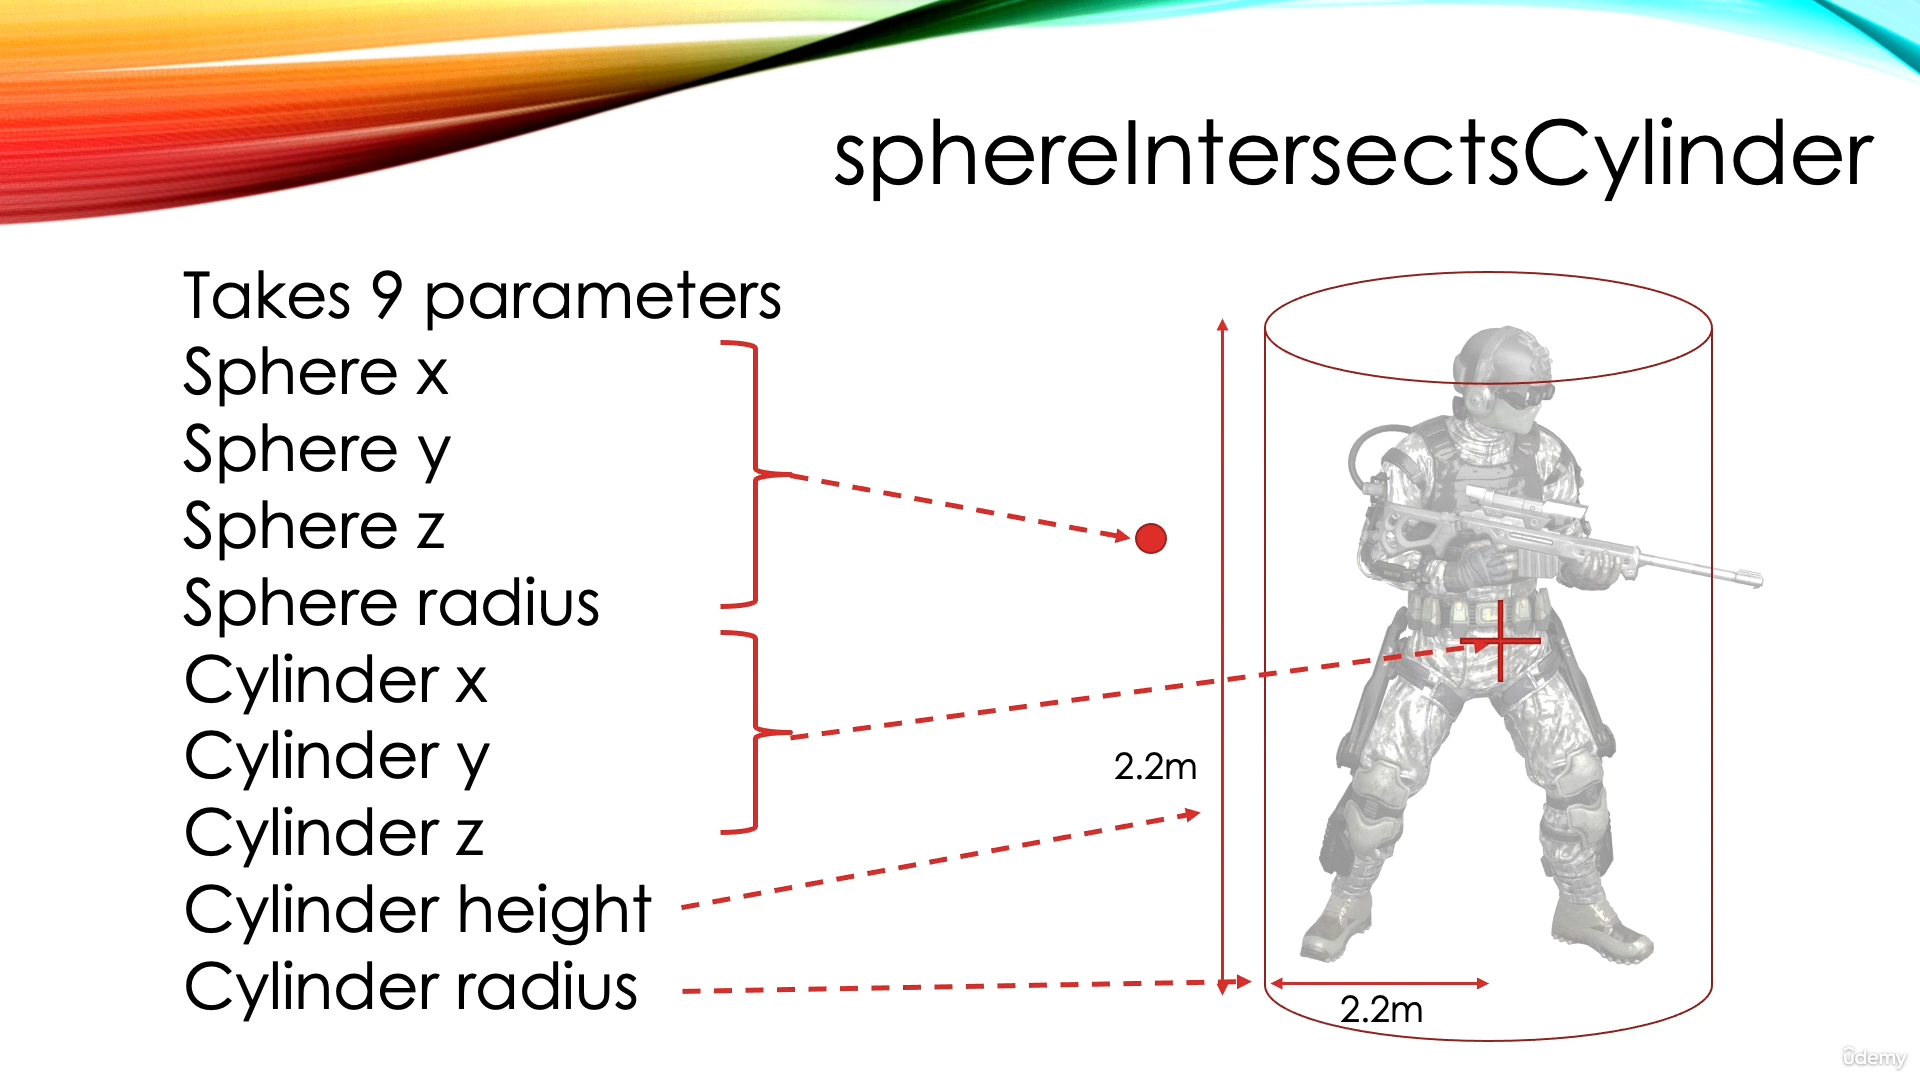 sphereIntersectsCylinder
Takes 9 parameters
Sphere x
Sphere y
Sphere z
Sphere radius
Cylinder x
Cylinder y
Cylinder z
Cylinder height
Cylinder radius
2.2m
2.2m
ûdemy